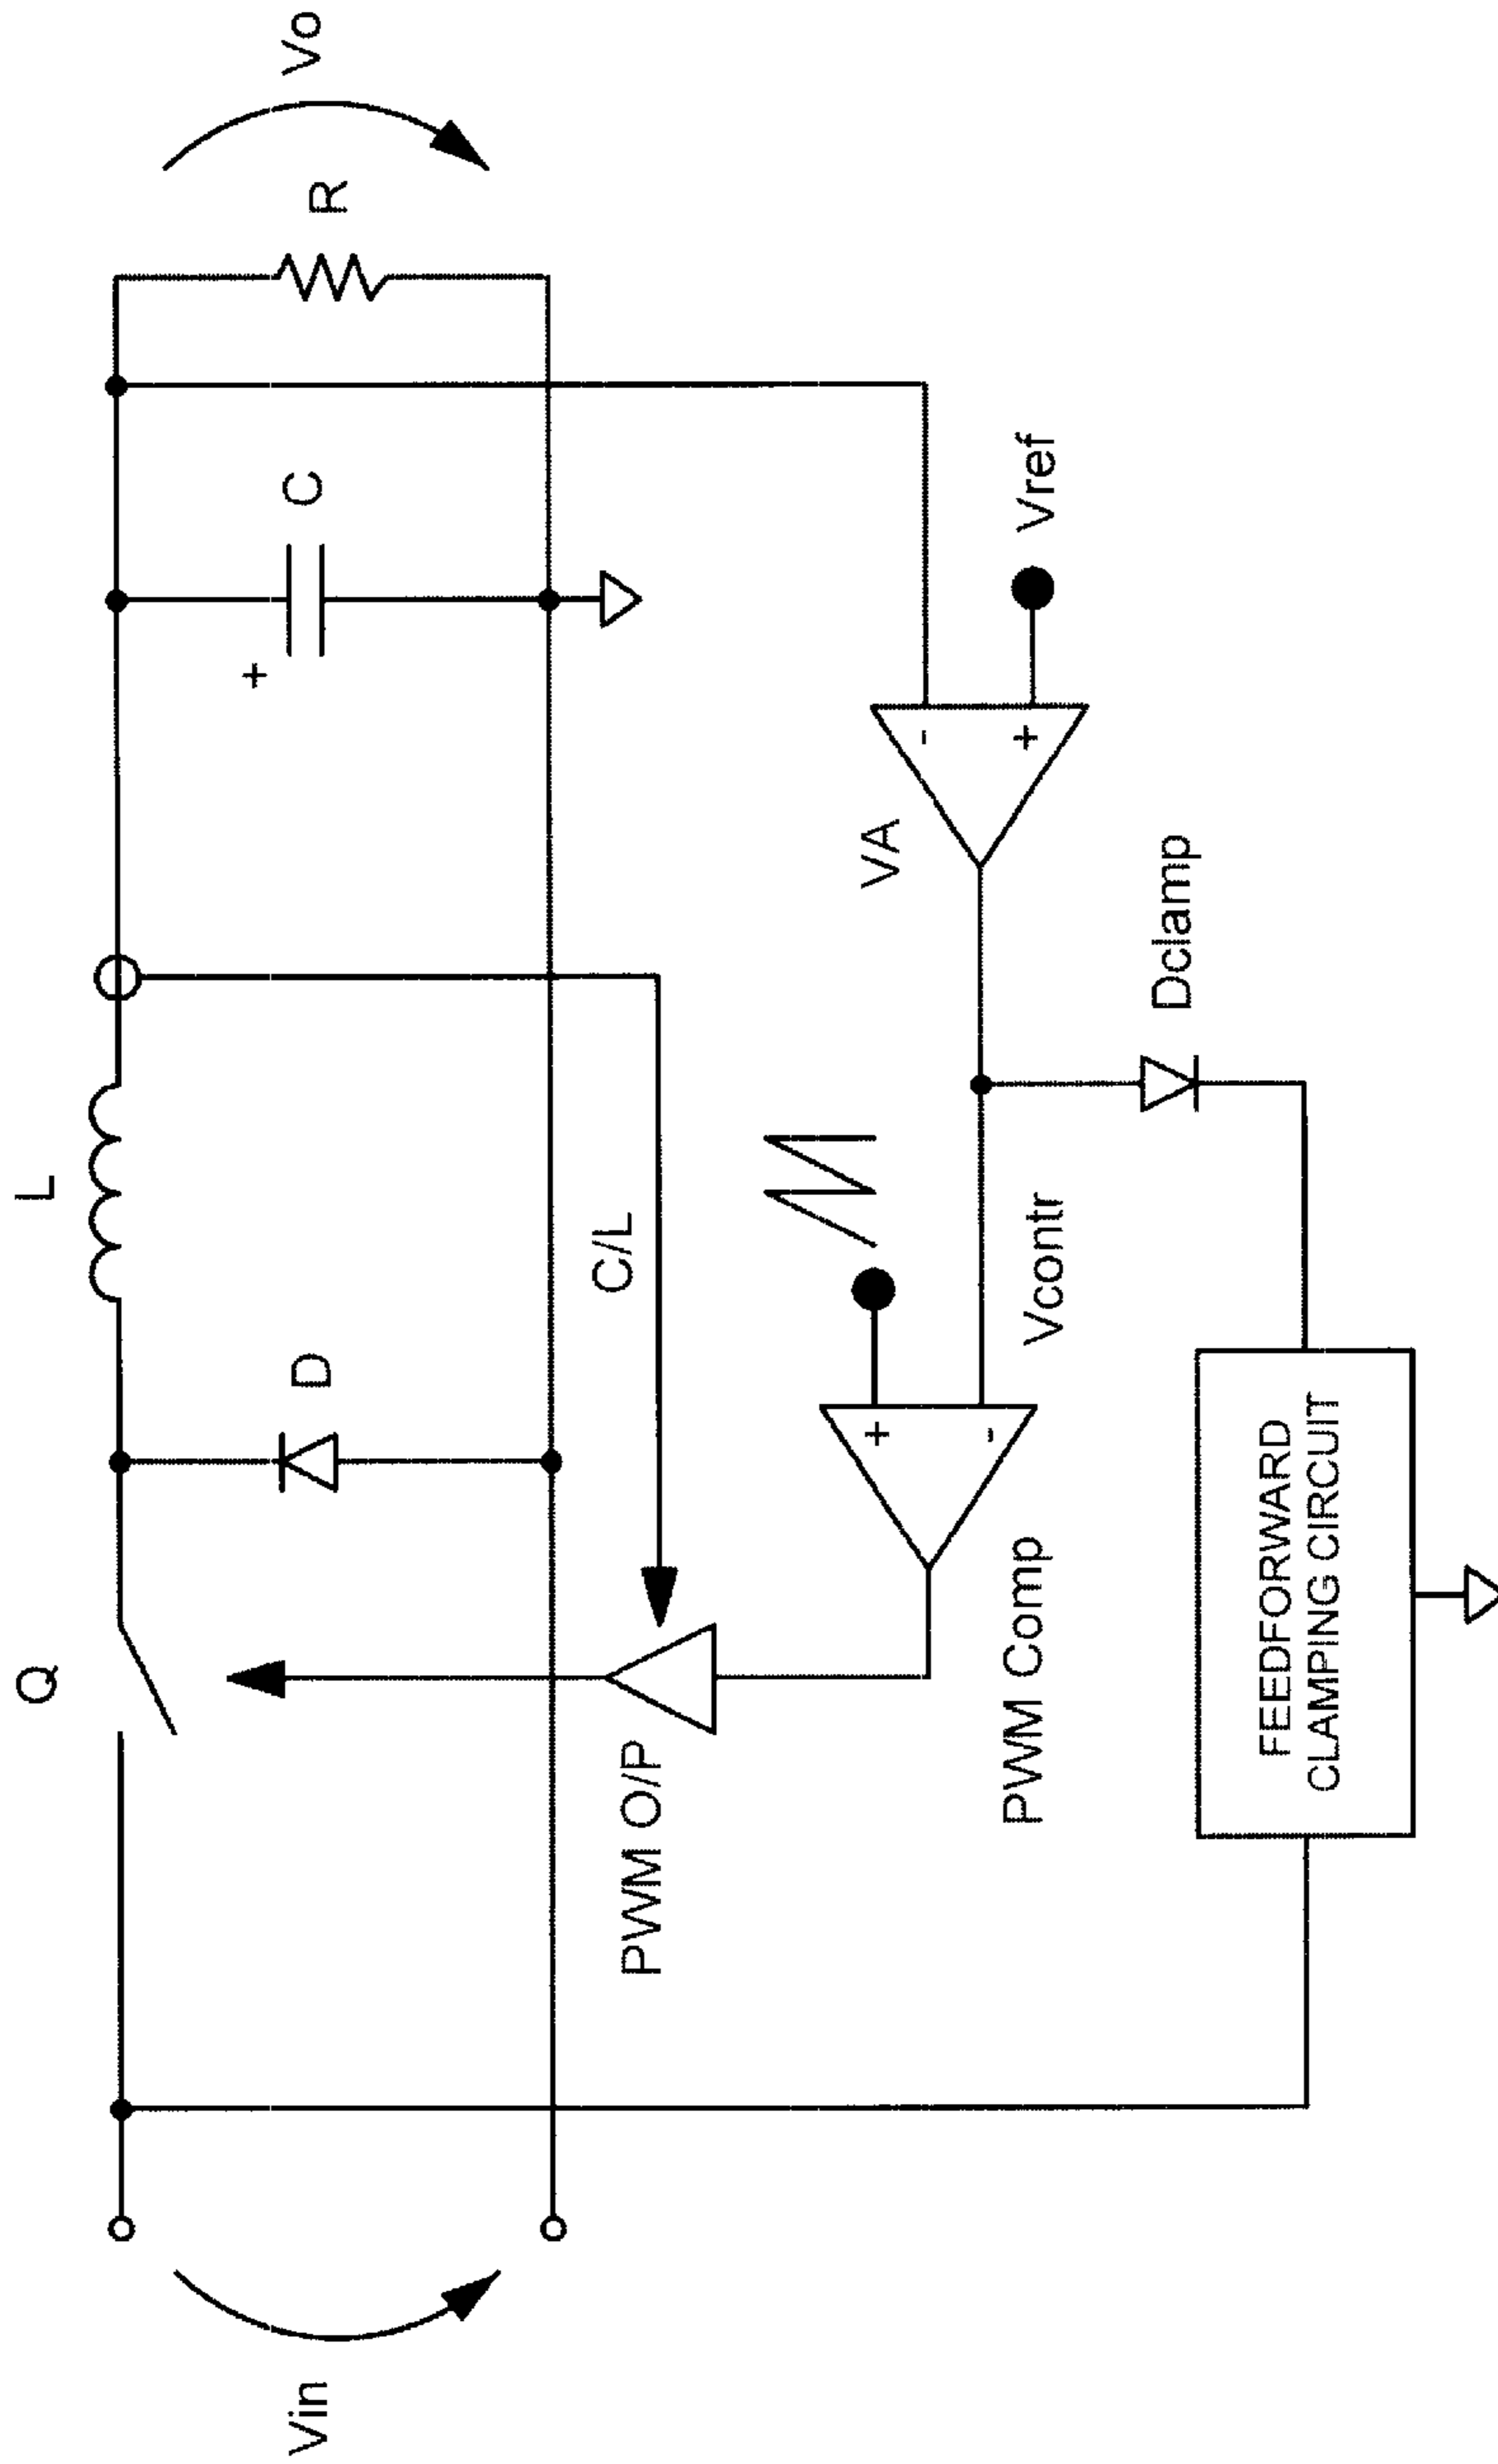 Q
L
Vin
D
+
C
R
Vo
C/L
PWM O/P
+
-
PWM Comp
Vcontr
VA
-
+
Vref
Dclamp
FEEDFORWARD
CLAMPING CIRCUIT